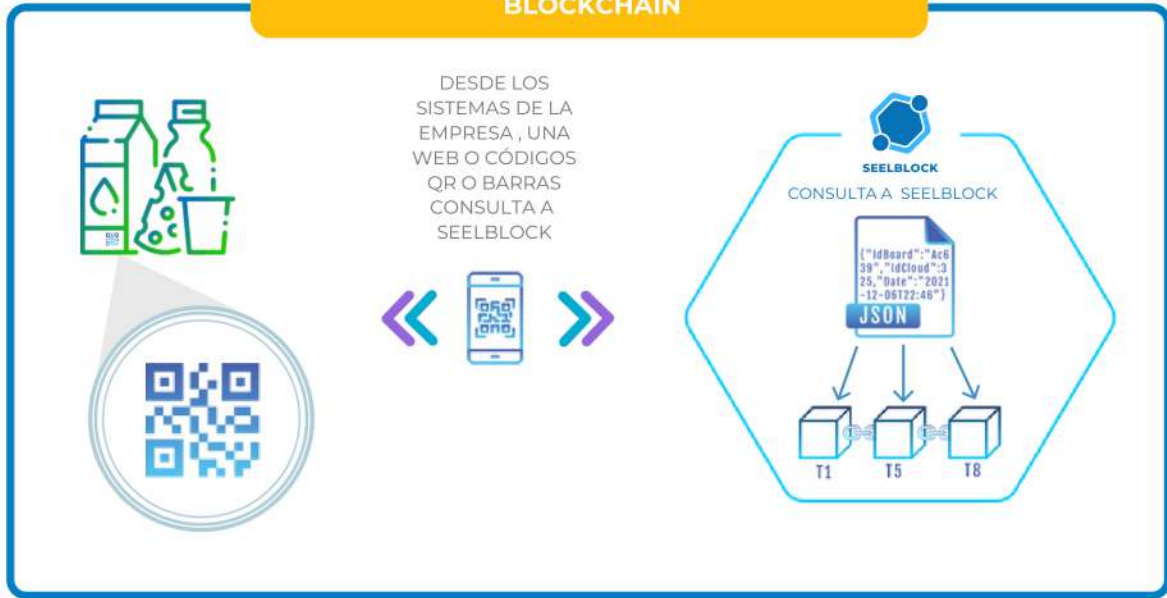 BLOCKCHAIN
DESDE LOS
SISTEMAS DE LA
EMPRESA , UNA
WEB O CÓDIGOS
QR O BARRAS
CONSULTA A
SEELBLOCK
SEELBLOCK
CONSULTA A SEELBLOCK
{"IdBoard":"Ac6
39","IdCloud":3
25,"Date":"2021
-12-06T22:46"}
JSON
T1 T5 T8